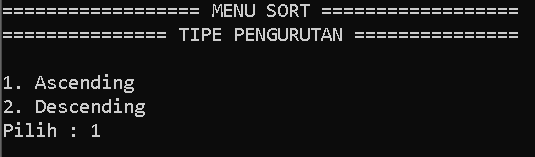 ================== MENU SORT ==================
=============== TIPE PENGURUTAN ===============
1. Ascending
2. Descending
Pilih : 1